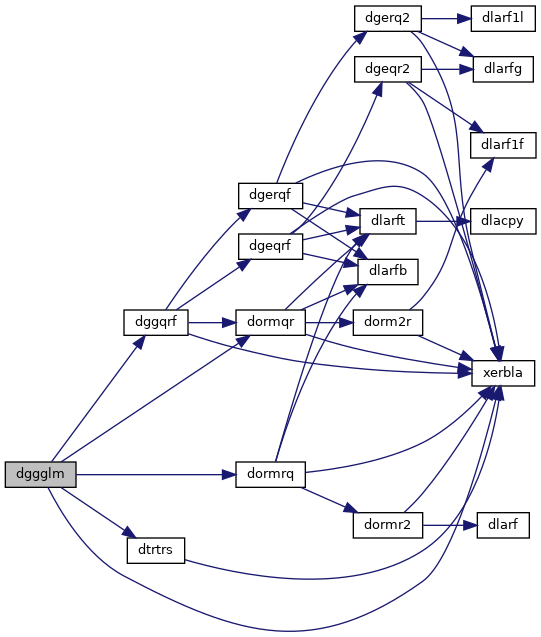 dgerq2
dlarf1l
dgeqr2
dlarfg
dlarf1f
dgerqf
dlarft
dlacpy
dgeqrf
dlarfb
dggqrf
dormqr
dorm2r
xerbla
dggglm
dormrq
dormr2
dlarf
dtrtrs